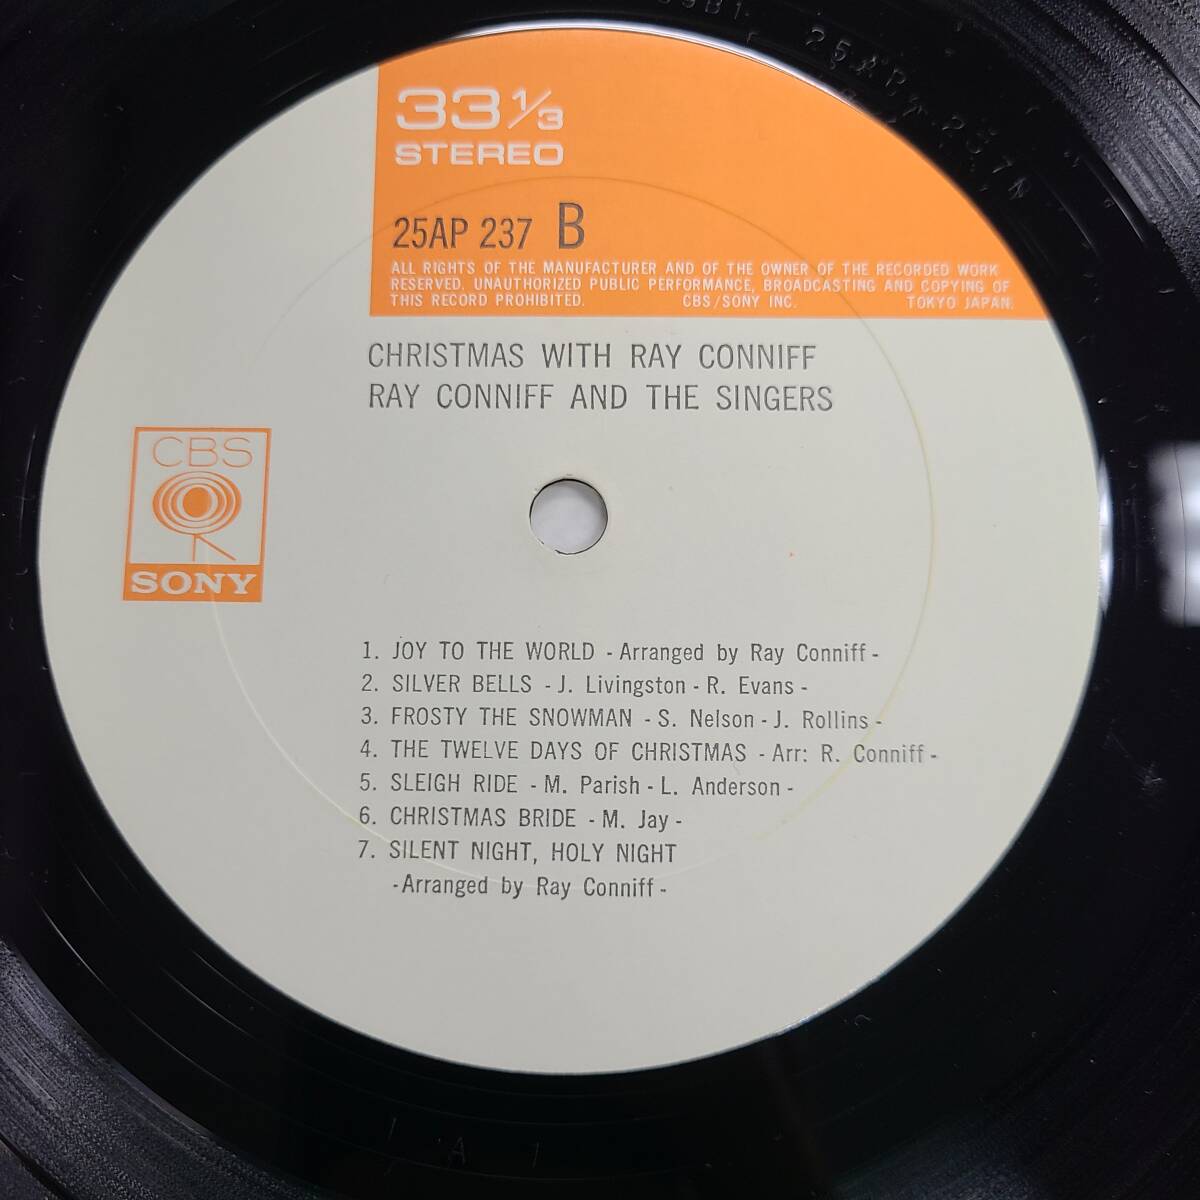 33 1/3
STEREO
25AP 237 B
ALL RIGHTS OF THE MANUFACTURER AND OF THE OWNER OF THE RECORDED WORK
RESERVED. UNAUTHORIZED PUBLIC PERFORMANCE, BROADCASTING AND COPYING OF
THIS RECORD PROHIBITED. CBS/SONY INC. TOKYO JAPAN.
CHRISTMAS WITH RAY CONNIFF
RAY CONNIFF AND THE SINGERS
CBS
SONY
1. JOY TO THE WORLD - Arranged by Ray Conniff -
2. SILVER BELLS - J. Livingston - R. Evans -
3. FROSTY THE SNOWMAN - S. Nelson - J. Rollins -
4. THE TWELVE DAYS OF CHRISTMAS - Arr: R. Conniff -
5. SLEIGH RIDE - M. Parish - L. Anderson -
6. CHRISTMAS BRIDE - M. Jay -
7. SILENT NIGHT, HOLY NIGHT
- Arranged by Ray Conniff -